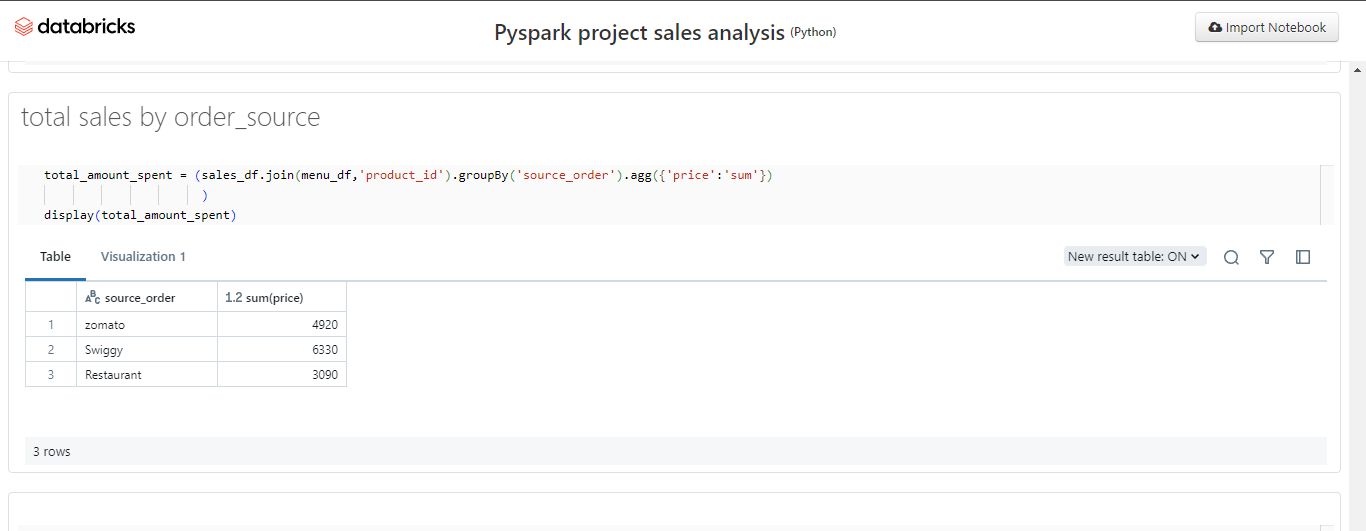 databricks
Pyspark project sales analysis (Python)
Import Notebook
total sales by order_source
total_amount_spent = (sales_df.join(menu_df,'product_id').groupBy('source_order').agg({'price':'sum'})
)
display(total_amount_spent)
Table Visualization 1 New result table: ON
ABC source_order 1.2 sum(price)
1 zomato 4920
2 Swiggy 6330
3 Restaurant 3090
3 rows